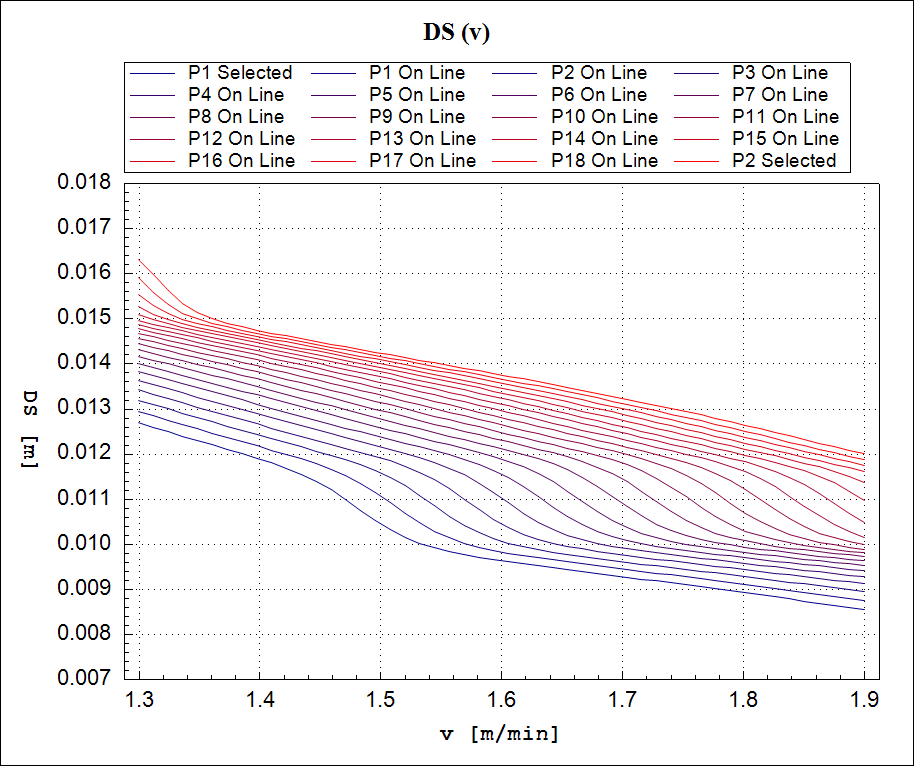 DS (v)
P1 Selected P1 On Line P2 On Line P3 On Line
P4 On Line P5 On Line P6 On Line P7 On Line
P8 On Line P9 On Line P10 On Line P11 On Line
P12 On Line P13 On Line P14 On Line P15 On Line
P16 On Line P17 On Line P18 On Line P2 Selected
0.018
0.017
0.016
0.015
0.014
0.013
0.012
0.011
0.010
0.009
0.008
0.007
DS [m]
1.3 1.4 1.5 1.6 1.7 1.8 1.9
v [m/min]